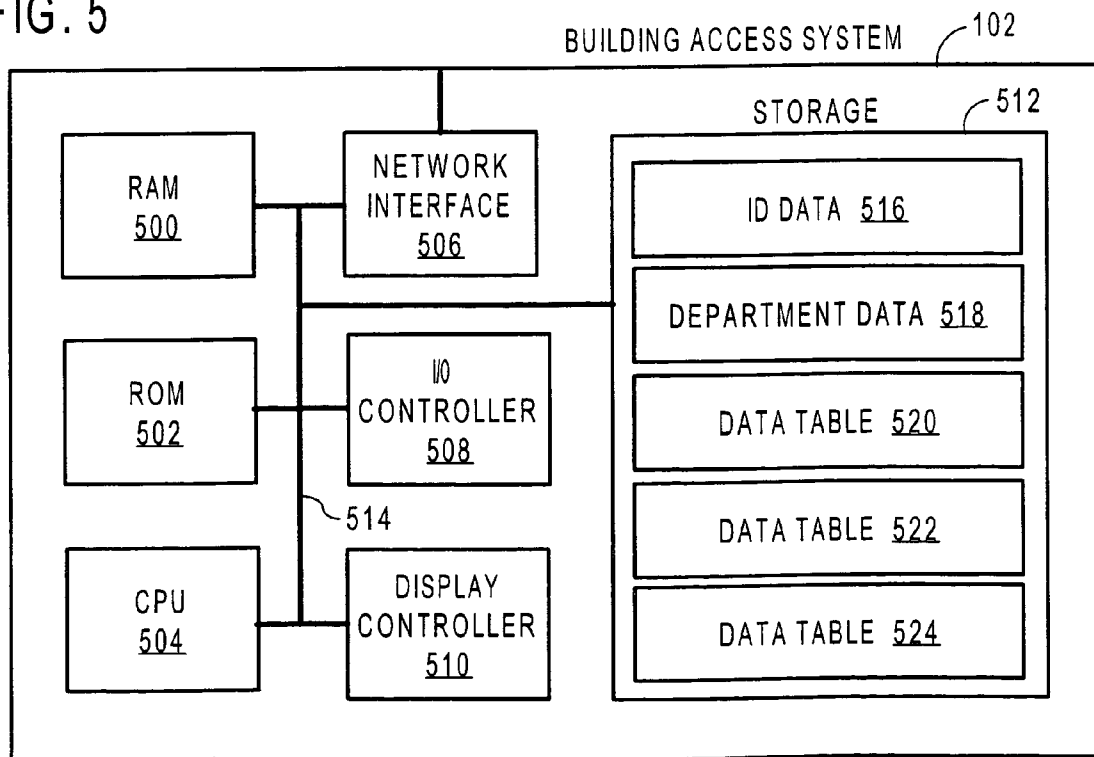 FIG. 5
BUILDING ACCESS SYSTEM
102
STORAGE
512
RAM
500
NETWORK
INTERFACE
506
ID DATA 516
DEPARTMENT DATA 518
ROM
502
I/O
CONTROLLER
508
DATA TABLE 520
514
DATA TABLE 522
CPU
504
DISPLAY
CONTROLLER
510
DATA TABLE 524